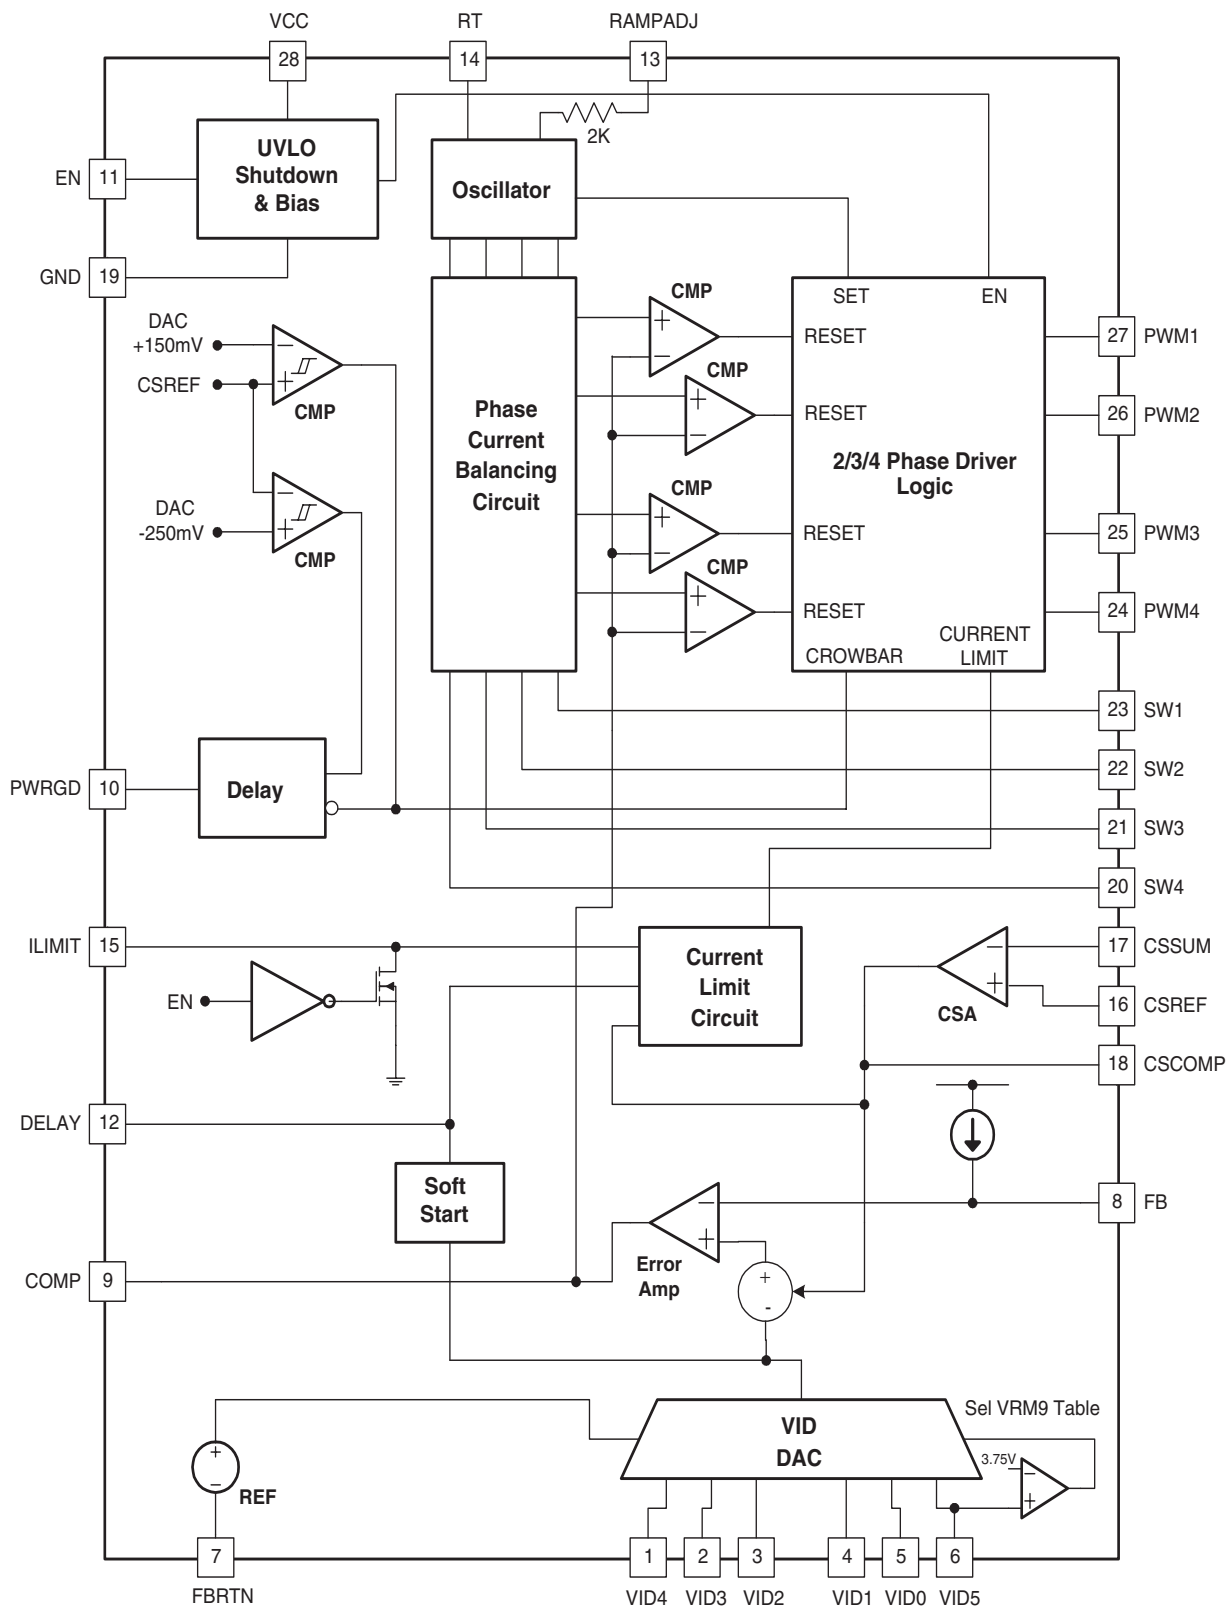 VCC RT RAMPADJ
28 14 13
2K
UVLO
Shutdown
& Bias
EN 11
Oscillator
GND 19
DAC
+150mV
−
CSREF
+
CMP
DAC
-250mV
−
+
CMP
Phase
Current
Balancing
Circuit
CMP
+
−
CMP
+
−
CMP
+
−
CMP
+
−
SET EN
RESET
RESET
2/3/4 Phase Driver
Logic
RESET
RESET
CURRENT
LIMIT
CROWBAR
27 PWM1
26 PWM2
25 PWM3
24 PWM4
23 SW1
22 SW2
21 SW3
20 SW4
PWRGD 10
Delay
ILIMIT 15
EN
Current
Limit
Circuit
−
+
CSA
17 CSSUM
16 CSREF
18 CSCOMP
DELAY 12
Soft
Start
−
+
Error
Amp
8 FB
COMP 9
+
-
Sel VRM9 Table
VID
DAC
3.75V
−
+
+
−
REF
7 1 2 3 4 5 6
FBRTN VID4 VID3 VID2 VID1 VID0 VID5